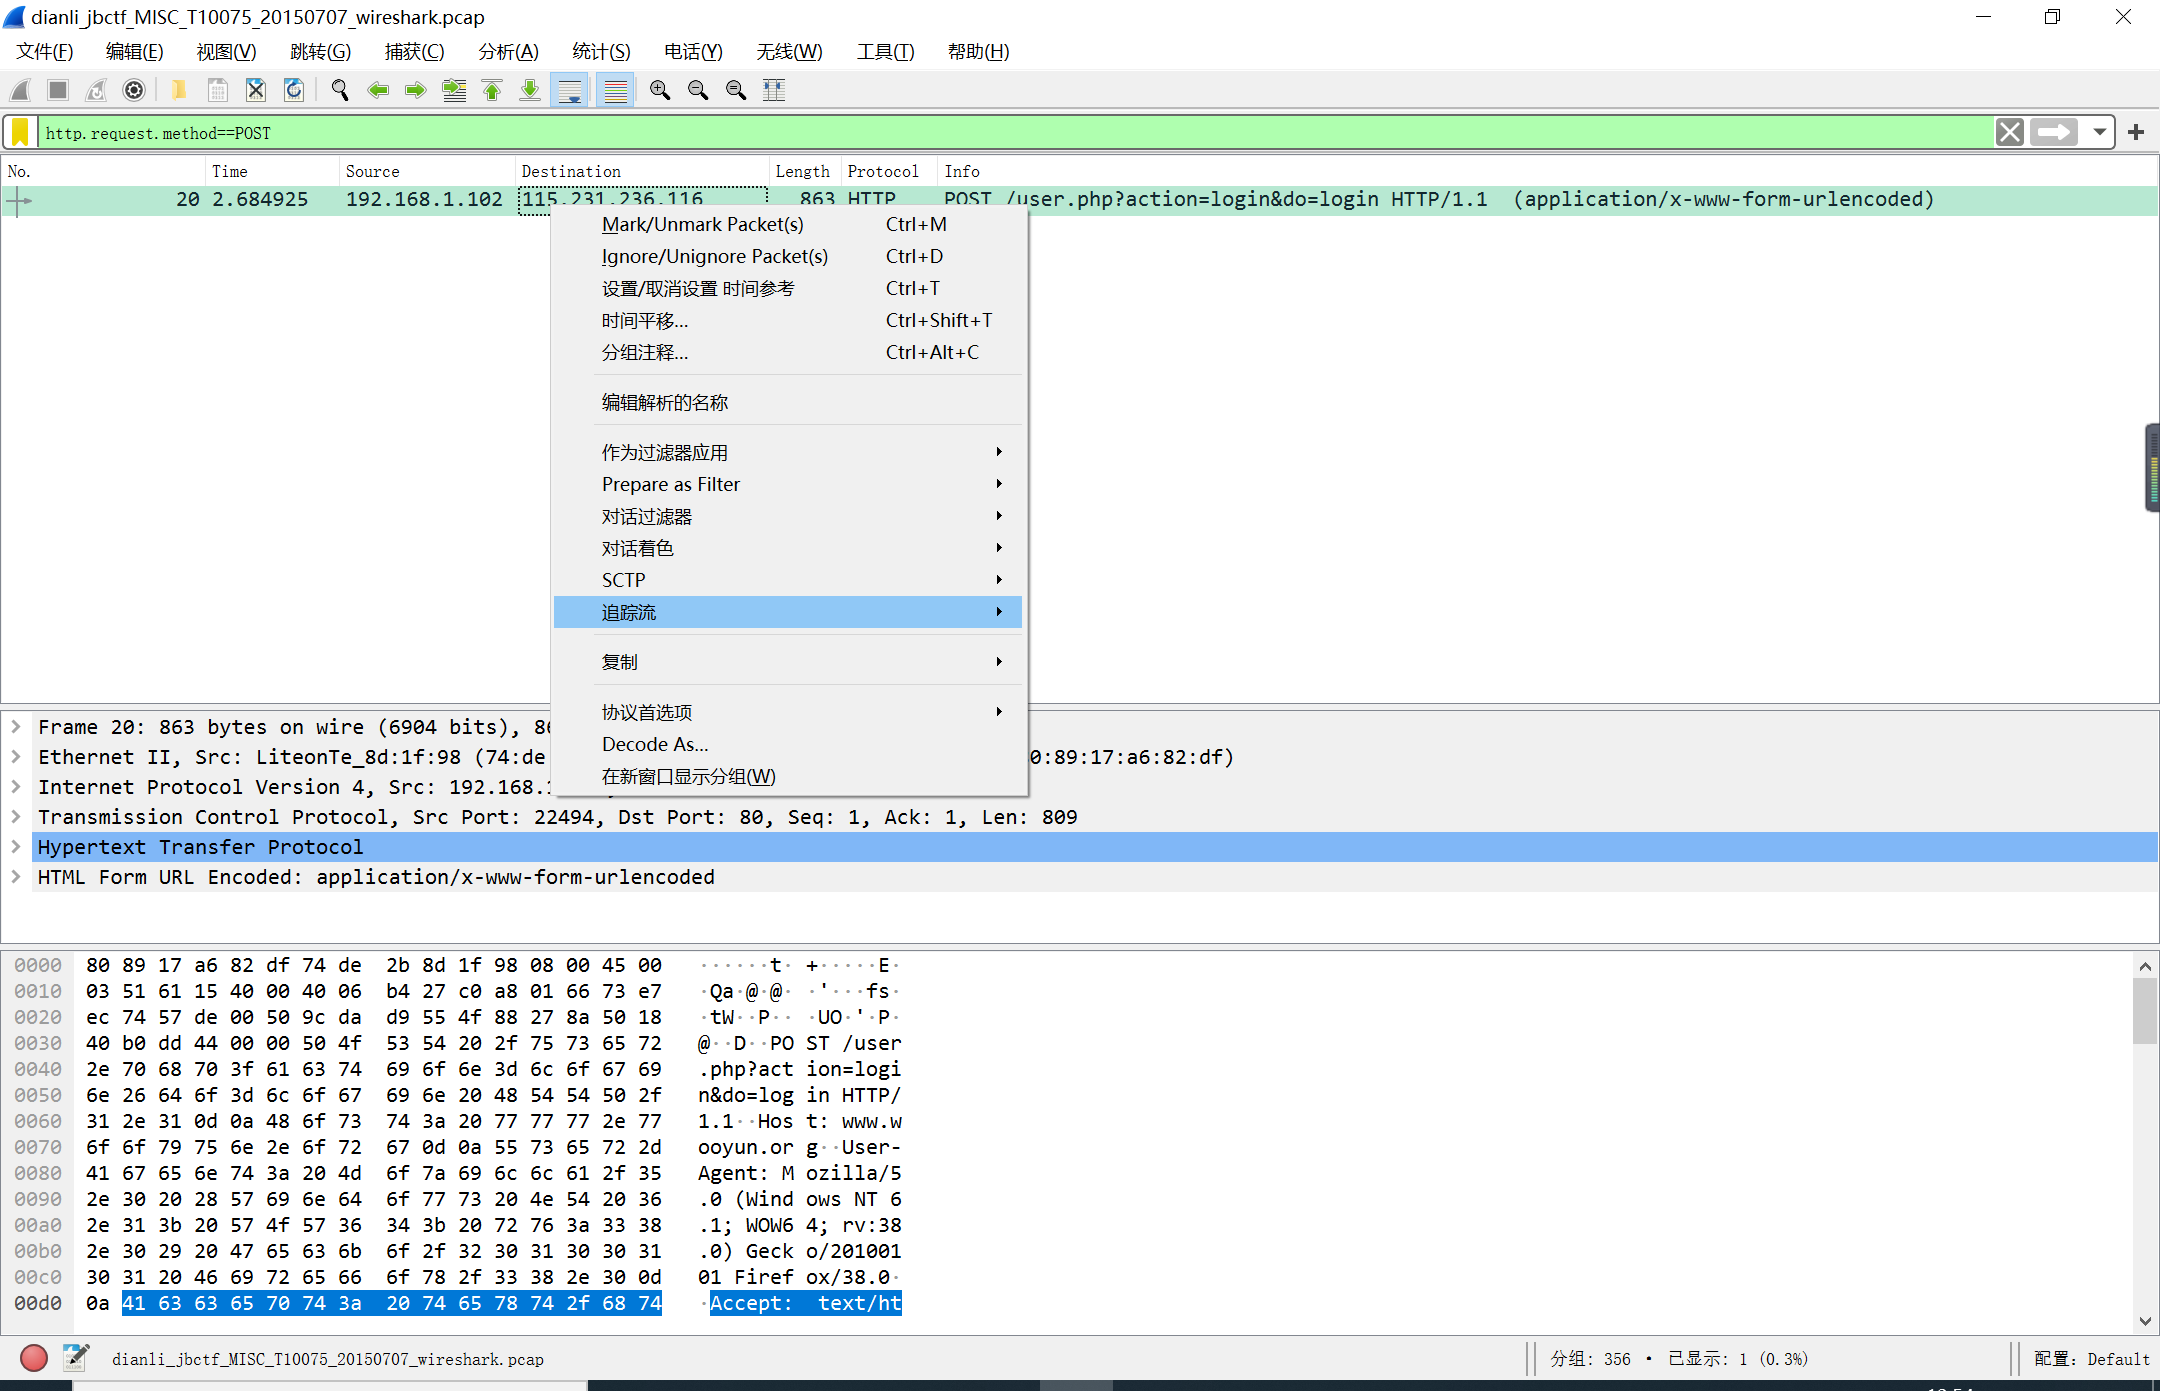 dianli_jbctf_MISC_T10075_20150707_wireshark.pcap
文件(F) 编辑(E) 视图(V) 跳转(G) 捕获(C) 分析(A) 统计(S) 电话(Y) 无线(W) 工具(T) 帮助(H)
http.request.method==POST
No. Time Source Destination Length Protocol Info
20 2.684925 192.168.1.102 115.231.236.116 863 HTTP POST /user.php?action=login&do=login HTTP/1.1 (application/x-www-form-urlencoded)
Mark/Unmark Packet(s) Ctrl+M
Ignore/Unignore Packet(s) Ctrl+D
设置/取消设置 时间参考 Ctrl+T
时间平移... Ctrl+Shift+T
分组注释... Ctrl+Alt+C
编辑解析的名称
作为过滤器应用
Prepare as Filter
对话过滤器
对话着色
SCTP
追踪流
复制
协议首选项
Decode As...
在新窗口显示分组(W)
Frame 20: 863 bytes on wire (6904 bits), 8
Ethernet II, Src: LiteonTe_8d:1f:98 (74:de 0:89:17:a6:82:df)
Internet Protocol Version 4, Src: 192.168.1
Transmission Control Protocol, Src Port: 22494, Dst Port: 80, Seq: 1, Ack: 1, Len: 809
Hypertext Transfer Protocol
HTML Form URL Encoded: application/x-www-form-urlencoded
0000 80 89 17 a6 82 df 74 de 2b 8d 1f 98 08 00 45 00 ······t· +·····E·
0010 03 51 61 15 40 00 40 06 b4 27 c0 a8 01 66 73 e7 ·Qa·@·@· ·'···fs·
0020 ec 74 57 de 00 50 9c da d9 55 4f 88 27 8a 50 18 ·tW··P·· ·UO·'·P·
0030 40 b0 dd 44 00 00 50 4f 53 54 20 2f 75 73 65 72 @··D··PO ST /user
0040 2e 70 68 70 3f 61 63 74 69 6f 6e 3d 6c 6f 67 69 .php?act ion=logi
0050 6e 26 64 6f 3d 6c 6f 67 69 6e 20 48 54 54 50 2f n&do=log in HTTP/
0060 31 2e 31 0d 0a 48 6f 73 74 3a 20 77 77 77 2e 77 1.1··Hos t: www.w
0070 6f 6f 79 75 6e 2e 6f 72 67 0d 0a 55 73 65 72 2d ooyun.or g··User-
0080 41 67 65 6e 74 3a 20 4d 6f 7a 69 6c 6c 61 2f 35 Agent: M ozilla/5
0090 2e 30 20 28 57 69 6e 64 6f 77 73 20 4e 54 20 36 .0 (Wind ows NT 6
00a0 2e 31 3b 20 57 4f 57 36 34 3b 20 72 76 3a 33 38 .1; WOW6 4; rv:38
00b0 2e 30 29 20 47 65 63 6b 6f 2f 32 30 31 30 30 31 .0) Geck o/201001
00c0 30 31 20 46 69 72 65 66 6f 78 2f 33 38 2e 30 0d 01 Firef ox/38.0·
00d0 0a 41 63 63 65 70 74 3a 20 74 65 78 74 2f 68 74 ·Accept: text/ht
dianli_jbctf_MISC_T10075_20150707_wireshark.pcap 分组: 356 · 已显示: 1 (0.3%) 配置: Default